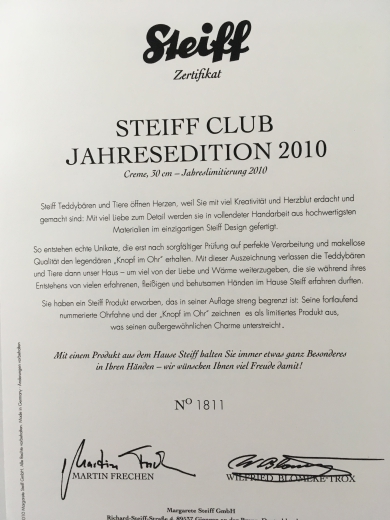 Steiff
Zertifikat
STEIFF CLUB
JAHRESEDITION 2010
Creme, 30 cm – Jahreslimitierung 2010
Steiff Teddybären und Tiere öffnen Herzen, weil Sie mit viel Kreativität und Herzblut erdacht und
gemacht sind: Mit viel Liebe zum Detail werden sie in vollendeter Handarbeit aus hochwertigsten
Materialien im einzigartigen Steiff Design gefertigt.
So entstehen echte Unikate, die erst nach sorgfältiger Prüfung auf perfekte Verarbeitung und makellose
Qualität den legendären „Knopf im Ohr" erhalten. Mit dieser Auszeichnung verlassen die Teddybären
und Tiere dann unser Haus – um viel von der Liebe und Wärme weiterzugeben, die sie während ihres
Entstehens von vielen erfahrenen, fleißigen und behutsamen Händen im Hause Steiff erfahren durften.
Sie haben ein Steiff Produkt erworben, das in seiner Auflage streng begrenzt ist: Seine fortlaufend
nummerierte Ohrfahne und der „Knopf im Ohr" zeichnen es als limitiertes Produkt aus,
was seinen außergewöhnlichen Charme unterstreicht.
Mit einem Produkt aus dem Hause Steiff halten Sie immer etwas ganz Besonderes
in Ihren Händen – wir wünschen Ihnen viel Freude damit!
Nº 1811
MARTIN FRECHEN
WILFRIED BLÖMEKE-TROX
Margarete Steiff GmbH